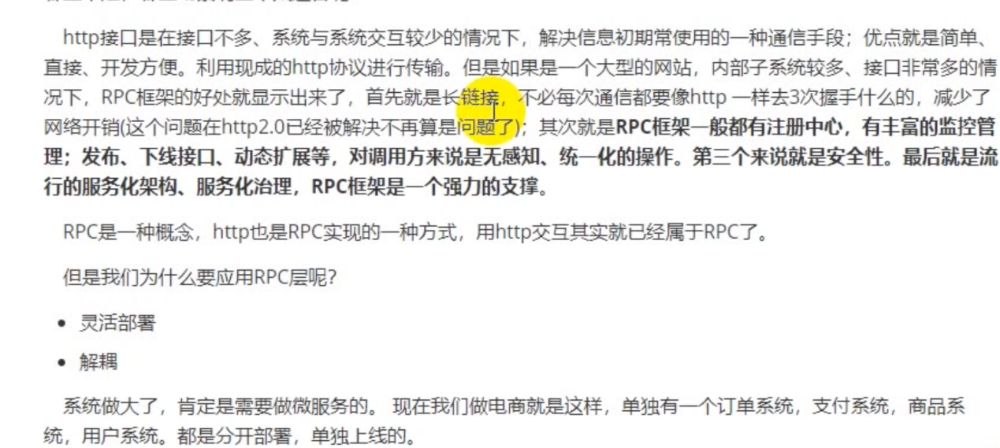 http接口是在接口不多、系统与系统交互较少的情况下，解决信息初期常使用的一种通信手段；优点就是简单、
直接、开发方便。利用现成的http协议进行传输。但是如果是一个大型的网站，内部子系统较多、接口非常多的情
况下，RPC框架的好处就显示出来了，首先就是长链接，不必每次通信都要像http 一样去3次握手什么的，减少了
网络开销(这个问题在http2.0已经被解决不再算是问题了)；其次就是RPC框架一般都有注册中心，有丰富的监控管
理；发布、下线接口、动态扩展等，对调用方来说是无感知、统一化的操作。第三个来说就是安全性。最后就是流
行的服务化架构、服务化治理，RPC框架是一个强力的支撑。
RPC是一种概念，http也是RPC实现的一种方式，用http交互其实就已经属于RPC了。
但是我们为什么要应用RPC层呢？
• 灵活部署
• 解耦
系统做大了，肯定是需要做微服务的。 现在我们做电商就是这样，单独有一个订单系统，支付系统，商品系
统，用户系统。都是分开部署，单独上线的。